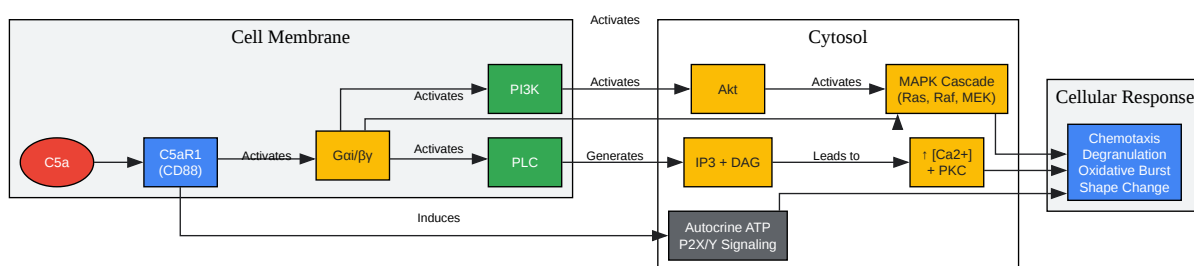 Activates
Cell Membrane
Cytosol
PI3K
Activates
Akt
Activates
MAPK Cascade
(Ras, Raf, MEK)
Activates
Cellular Response
C5a
C5aR1
(CD88)
Activates
Gαi/βγ
Activates
PLC
Generates
IP3 + DAG
Leads to
↑ [Ca2+]
+ PKC
Chemotaxis
Degranulation
Oxidative Burst
Shape Change
Induces
Autocrine ATP
P2X/Y Signaling